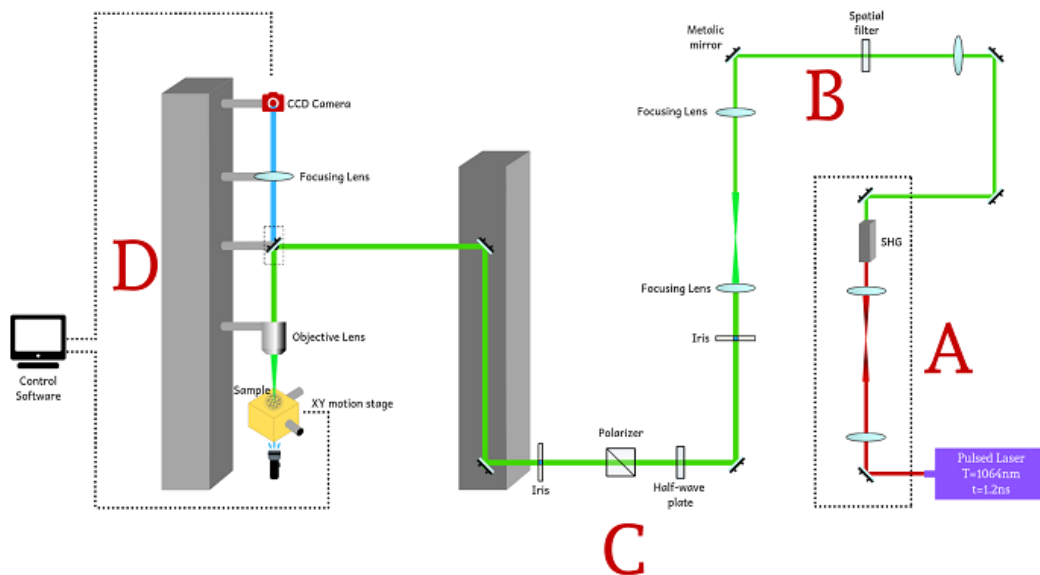 Spatial
filter
Metalic
mirror
CCD Camera
Focusing Lens
B
Focusing Lens
SHG
D
Focusing Lens
Iris
Objective Lens
A
Control
Software
Sample
XY motion stage
Polarizer
Iris
Half-wave
plate
Pulsed Laser
T=1064nm
t=1.2ns
C